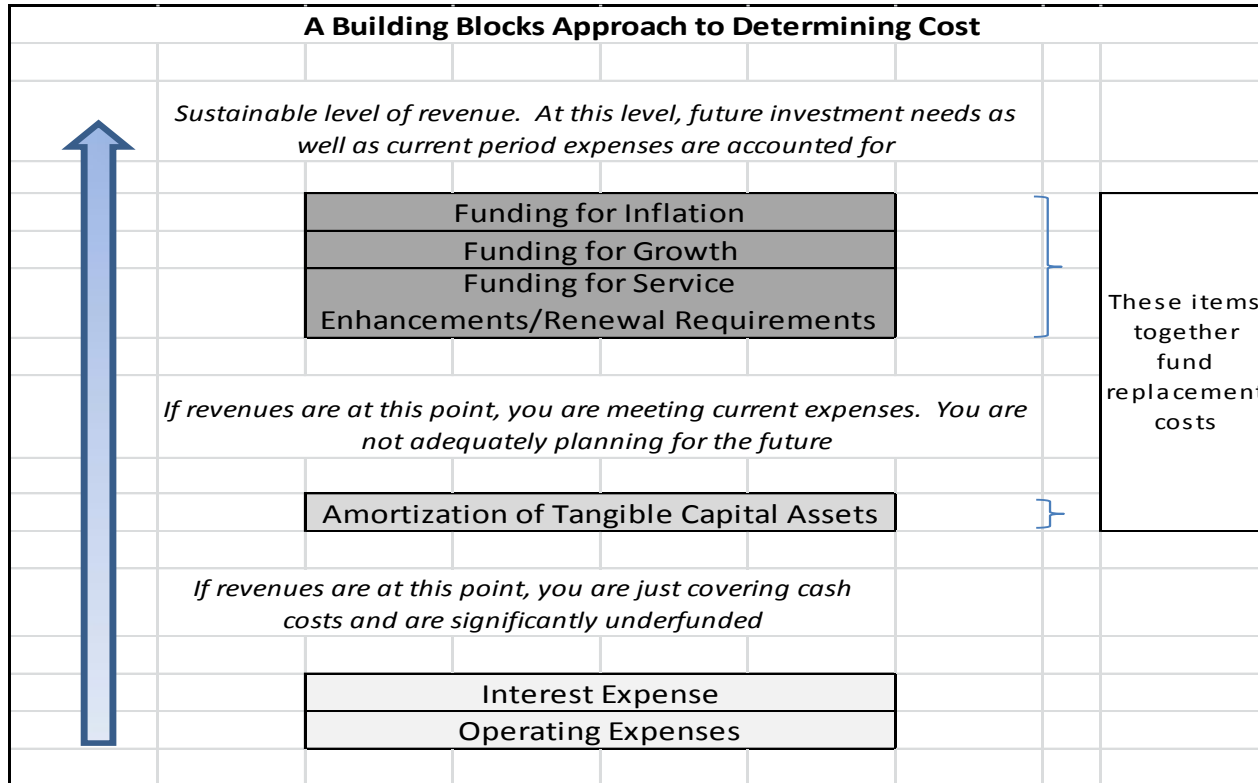 A Building Blocks Approach to Determining Cost
Sustainable level of revenue.  At this level, future investment needs as
well as current period expenses are accounted for
Funding for Inflation
Funding for Growth
Funding for Service
Enhancements/Renewal Requirements
These items
together
fund
replacement
costs
If revenues are at this point, you are meeting current expenses.  You are
not adequately planning for the future
Amortization of Tangible Capital Assets
If revenues are at this point, you are just covering cash
costs and are significantly underfunded
Interest Expense
Operating Expenses